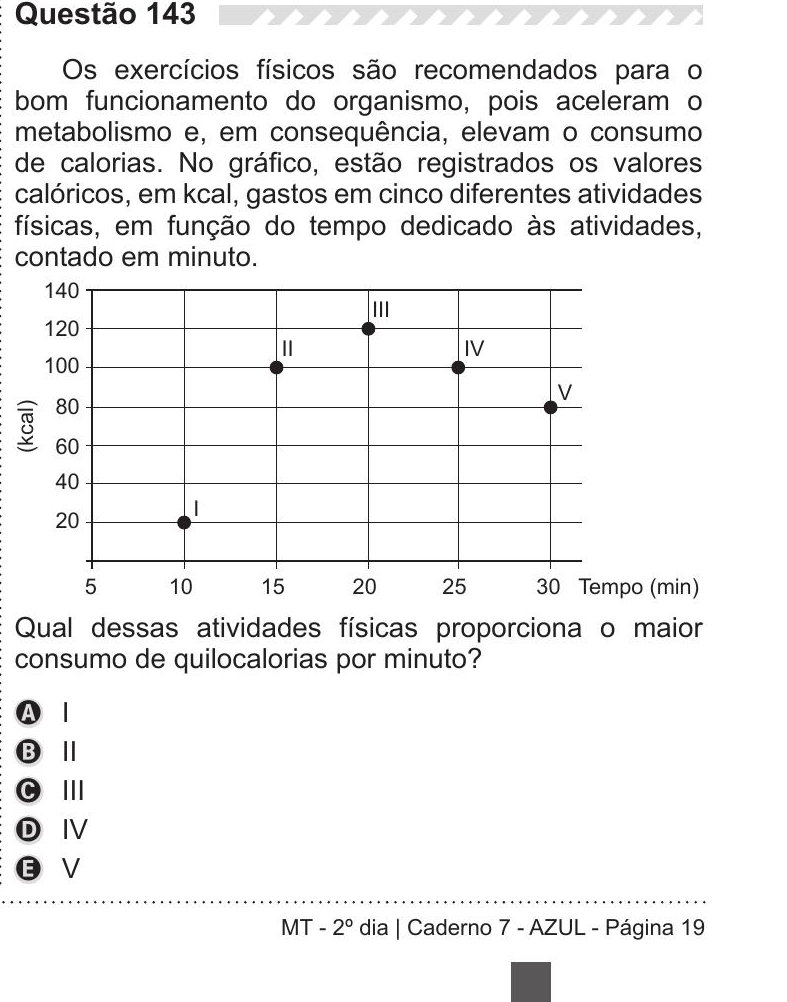 Questão 143
Os exercícios físicos são recomendados para o
bom funcionamento do organismo, pois aceleram o
metabolismo e, em consequência, elevam o consumo
de calorias. No gráfico, estão registrados os valores
calóricos, em kcal, gastos em cinco diferentes atividades
físicas, em função do tempo dedicado às atividades,
contado em minuto.
140
120
100
80
60
40
20
(kcal)
I
II
III
IV
V
5 10 15 20 25 30 Tempo (min)
Qual dessas atividades físicas proporciona o maior
consumo de quilocalorias por minuto?
A I
B II
C III
D IV
E V
MT - 2º dia | Caderno 7 - AZUL - Página 19